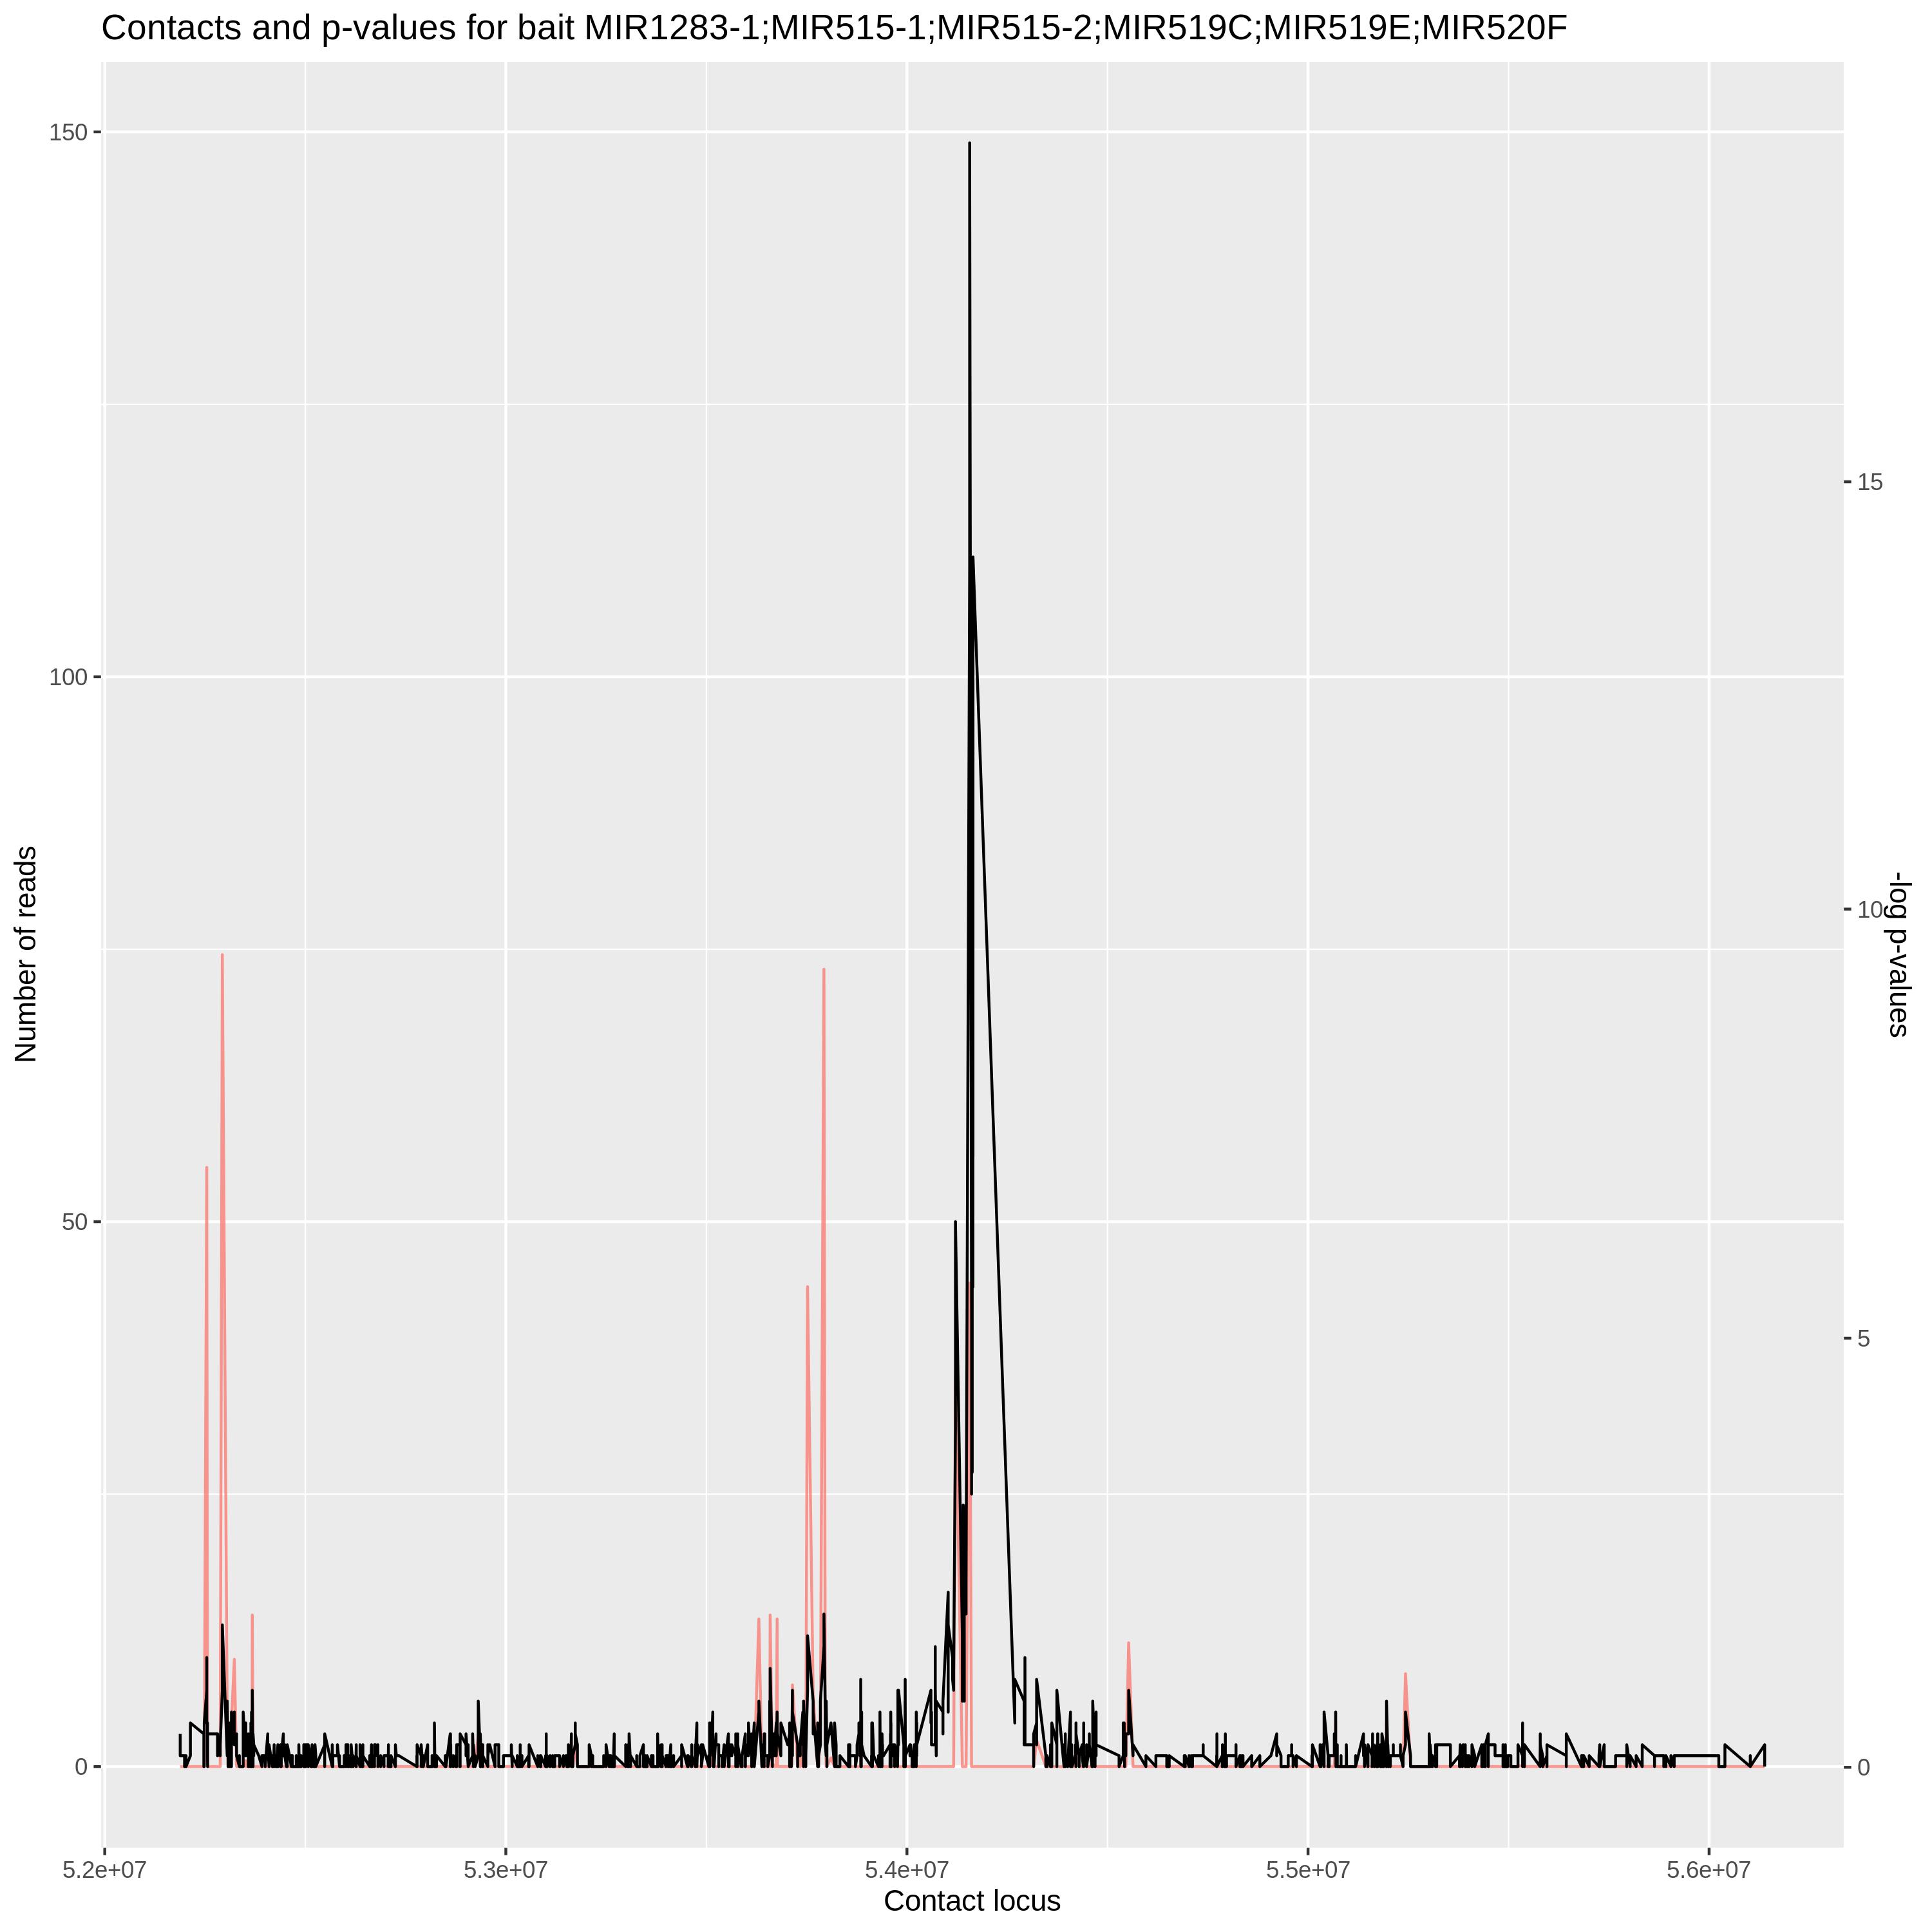 Contacts and p-values for bait MIR1283-1;MIR515-1;MIR515-2;MIR519C;MIR519E;MIR520F
150
100
50
0
Number of reads
15
10
5
0
-log p-values
5.2e+07 5.3e+07 5.4e+07 5.5e+07 5.6e+07
Contact locus